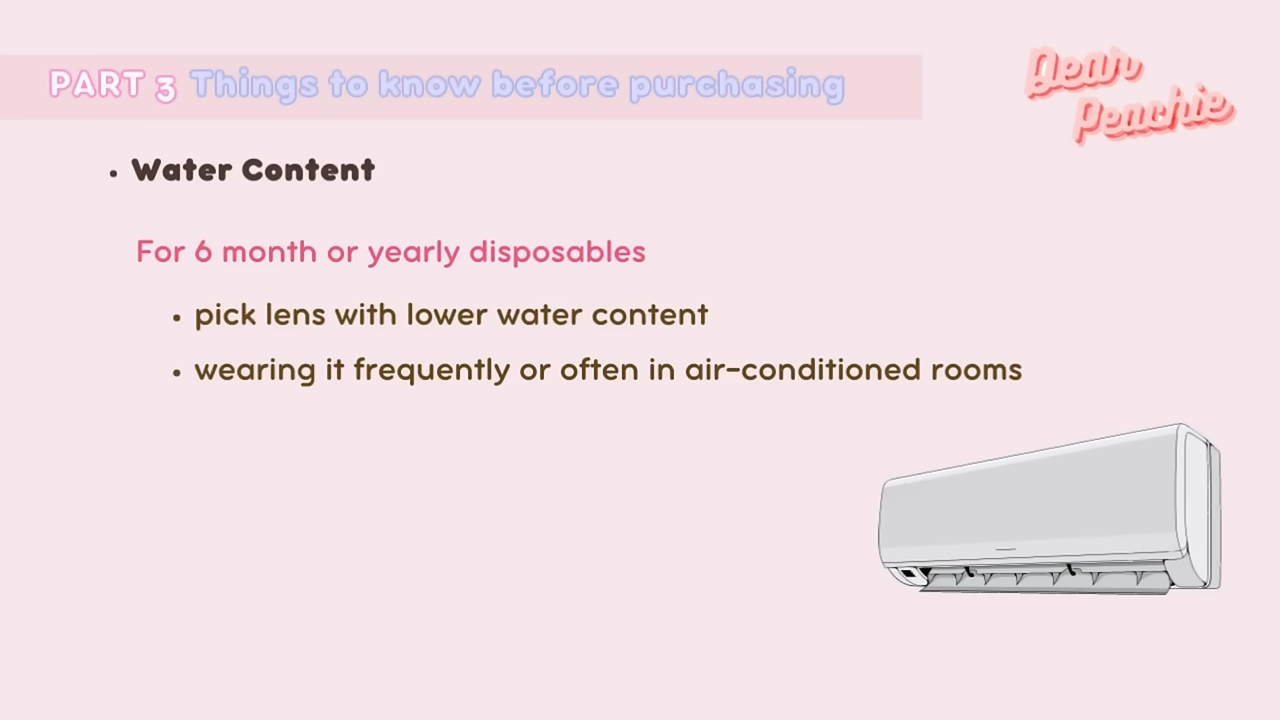 PART 3 Things to know before purchasing
Dear
Peachie
• Water Content
For 6 month or yearly disposables
• pick lens with lower water content
• wearing it frequently or often in air-conditioned rooms